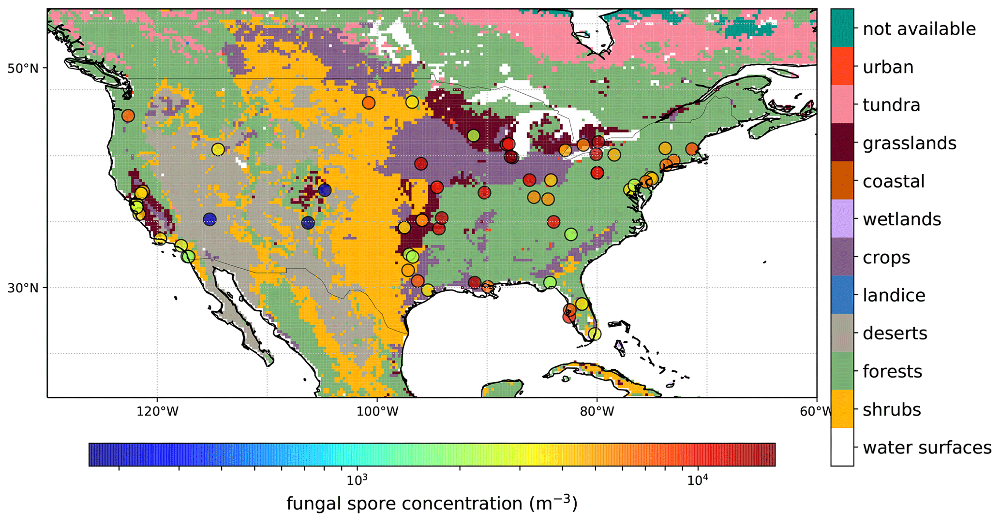 50°N
30°N
120°W
100°W
80°W
60°W
not available
urban
tundra
grasslands
coastal
wetlands
crops
landice
deserts
forests
shrubs
water surfaces
10³
10⁴
fungal spore concentration (m⁻³)